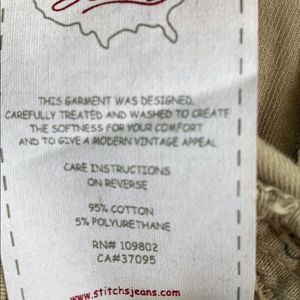 THIS GARMENT WAS DESIGNED,
CAREFULLY TREATED AND WASHED TO CREATE
THE SOFTNESS FOR YOUR COMFORT
AND TO GIVE A MODERN VINTAGE APPEAL
CARE INSTRUCTIONS
ON REVERSE
95% COTTON
5% POLYURETHANE
RN# 109802
CA#37095
www.stitchsjeans.com